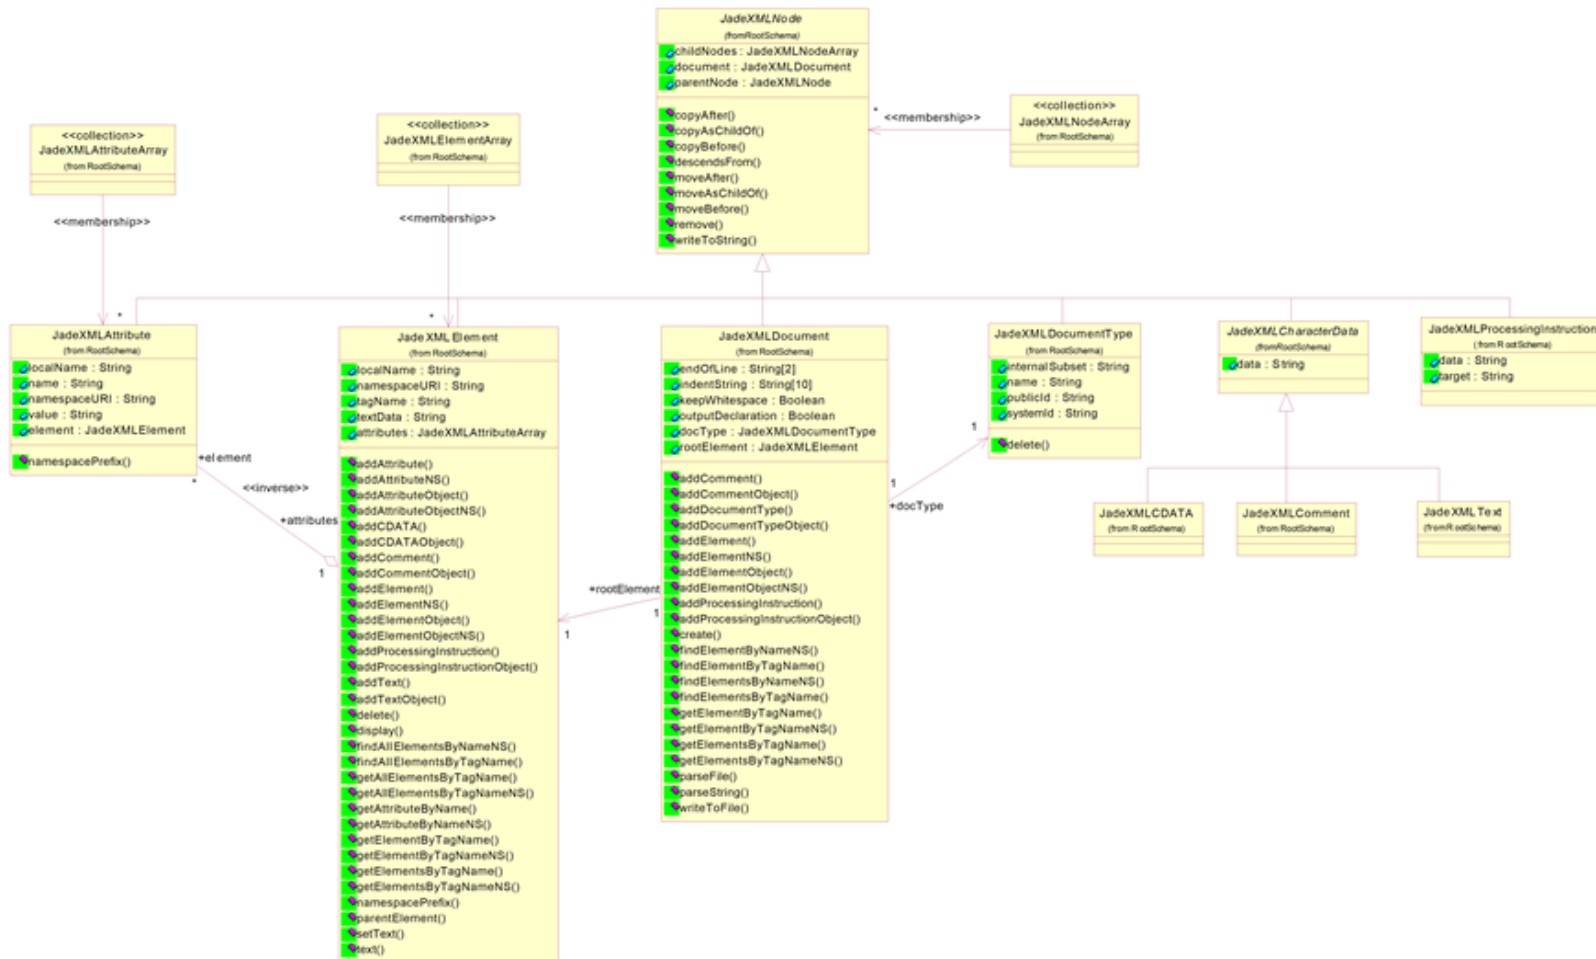 JadeXMLNode
(fromRootSchema)
childNodes : JadeXMLNodeArray
document : JadeXMLDocument
parentNode : JadeXMLNode
copyAfter()
copyAsChildOf()
copyBefore()
descendsFrom()
moveAfter()
moveAsChildOf()
moveBefore()
remove()
writeToString()
*
<<membership>>
<<collection>>
JadeXMLNodeArray
(from RootSchema)
<<collection>>
JadeXMLAttributeArray
(from RootSchema)
<<membership>>
*
<<collection>>
JadeXMLElementArray
(from RootSchema)
<<membership>>
*
JadeXMLAttribute
(from RootSchema)
localName : String
name : String
namespaceURI : String
value : String
element : JadeXMLElement
namespacePrefix()
+element
*
<<inverse>>
+attributes
1
JadeXMLElement
(from RootSchema)
localName : String
namespaceURI : String
tagName : String
textData : String
attributes : JadeXMLAttributeArray
addAttribute()
addAttributeNS()
addAttributeObject()
addAttributeObjectNS()
addCDATA()
addCDATAObject()
addComment()
addCommentObject()
addElement()
addElementNS()
addElementObject()
addElementObjectNS()
addProcessingInstruction()
addProcessingInstructionObject()
addText()
addTextObject()
delete()
display()
findAllElementsByNameNS()
findAllElementsByTagName()
getAllElementsByTagName()
getAllElementsByTagNameNS()
getAttributeByName()
getAttributeByNameNS()
getElementByTagName()
getElementByTagNameNS()
getElementsByTagName()
getElementsByTagNameNS()
namespacePrefix()
parentElement()
setText()
text()
+rootElement
1
1
JadeXMLDocument
(from RootSchema)
endOfLine : String[2]
indentString : String[10]
keepWhitespace : Boolean
outputDeclaration : Boolean
docType : JadeXMLDocumentType
rootElement : JadeXMLElement
addComment()
addCommentObject()
addDocumentType()
addDocumentTypeObject()
addElement()
addElementNS()
addElementObject()
addElementObjectNS()
addProcessingInstruction()
addProcessingInstructionObject()
create()
findElementByNameNS()
findElementByTagName()
findElementsByNameNS()
findElementsByTagName()
getElementByTagName()
getElementByTagNameNS()
getElementsByTagName()
getElementsByTagNameNS()
parseFile()
parseString()
writeToFile()
1
1
+docType
JadeXMLDocumentType
(from RootSchema)
internalSubset : String
name : String
publicId : String
systemId : String
delete()
JadeXMLCharacterData
(fromRootSchema)
data : String
JadeXMLProcessingInstruction
(from RootSchema)
data : String
target : String
JadeXMLCDATA
(from RootSchema)
JadeXMLComment
(from RootSchema)
JadeXMLText
(from RootSchema)